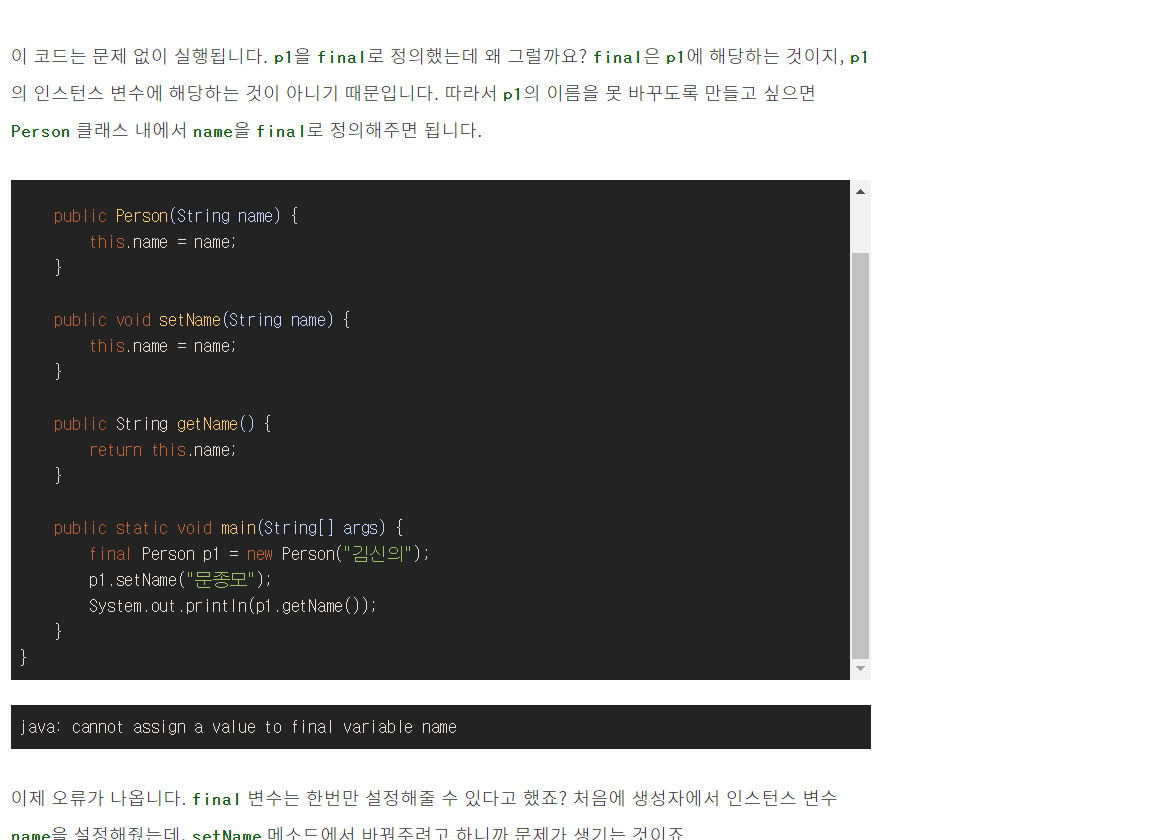 이 코드는 문제 없이 실행됩니다. p1을 final로 정의했는데 왜 그럴까요? final은 p1에 해당하는 것이지, p1
의 인스턴스 변수에 해당하는 것이 아니기 때문입니다. 따라서 p1의 이름을 못 바꾸도록 만들고 싶으면
Person 클래스 내에서 name을 final로 정의해주면 됩니다.
public Person(String name) {
this.name = name;
}
public void setName(String name) {
this.name = name;
}
public String getName() {
return this.name;
}
public static void main(String[] args) {
final Person p1 = new Person("김신의");
p1.setName("문종모");
System.out.println(p1.getName());
}
}
java: cannot assign a value to final variable name
이제 오류가 나옵니다. final 변수는 한번만 설정해줄 수 있다고 했죠? 처음에 생성자에서 인스턴스 변수
name을 설정해줬는데, setName 메소드에서 바꿔주려고 하니까 문제가 생기는 것이죠